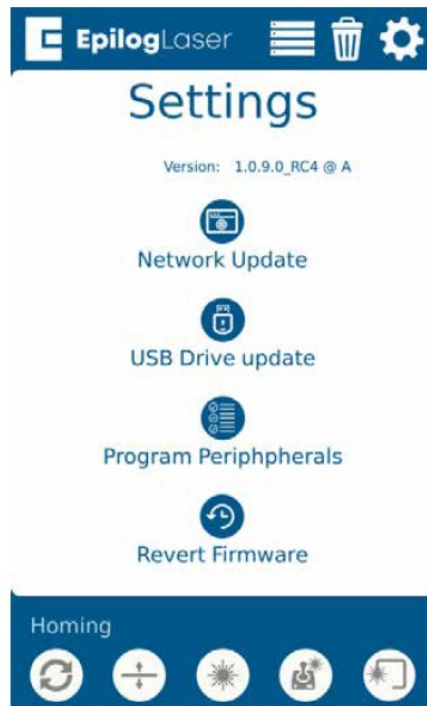 EpilogLaser
Settings
Version: 1.0.9.0_RC4 @ A
Network Update
USB Drive update
Program Periphpherals
Revert Firmware
Homing